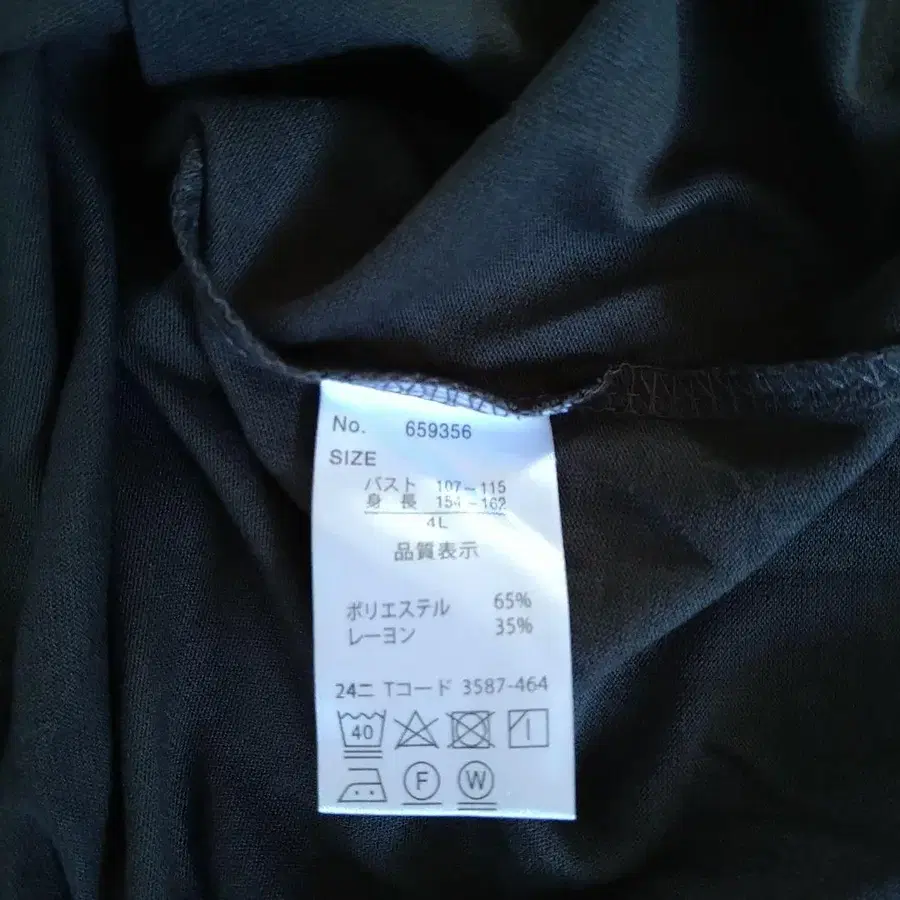 No. 659356
SIZE
バスト 107~115
身長 154~162
4L
品質表示
ポリエステル 65%
レーヨン 35%
24ニ Tコード 3587-464
40
F W